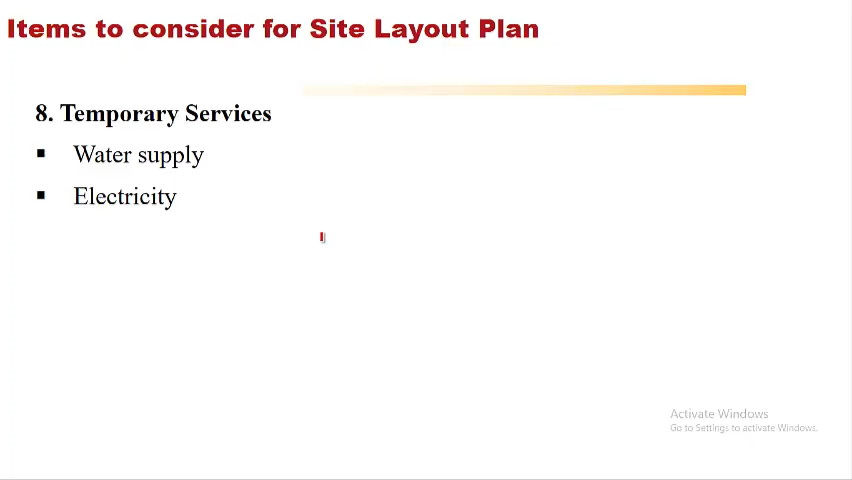 Items to consider for Site Layout Plan
8. Temporary Services
▪ Water supply
▪ Electricity
Activate Windows
Go to Settings to activate Windows.